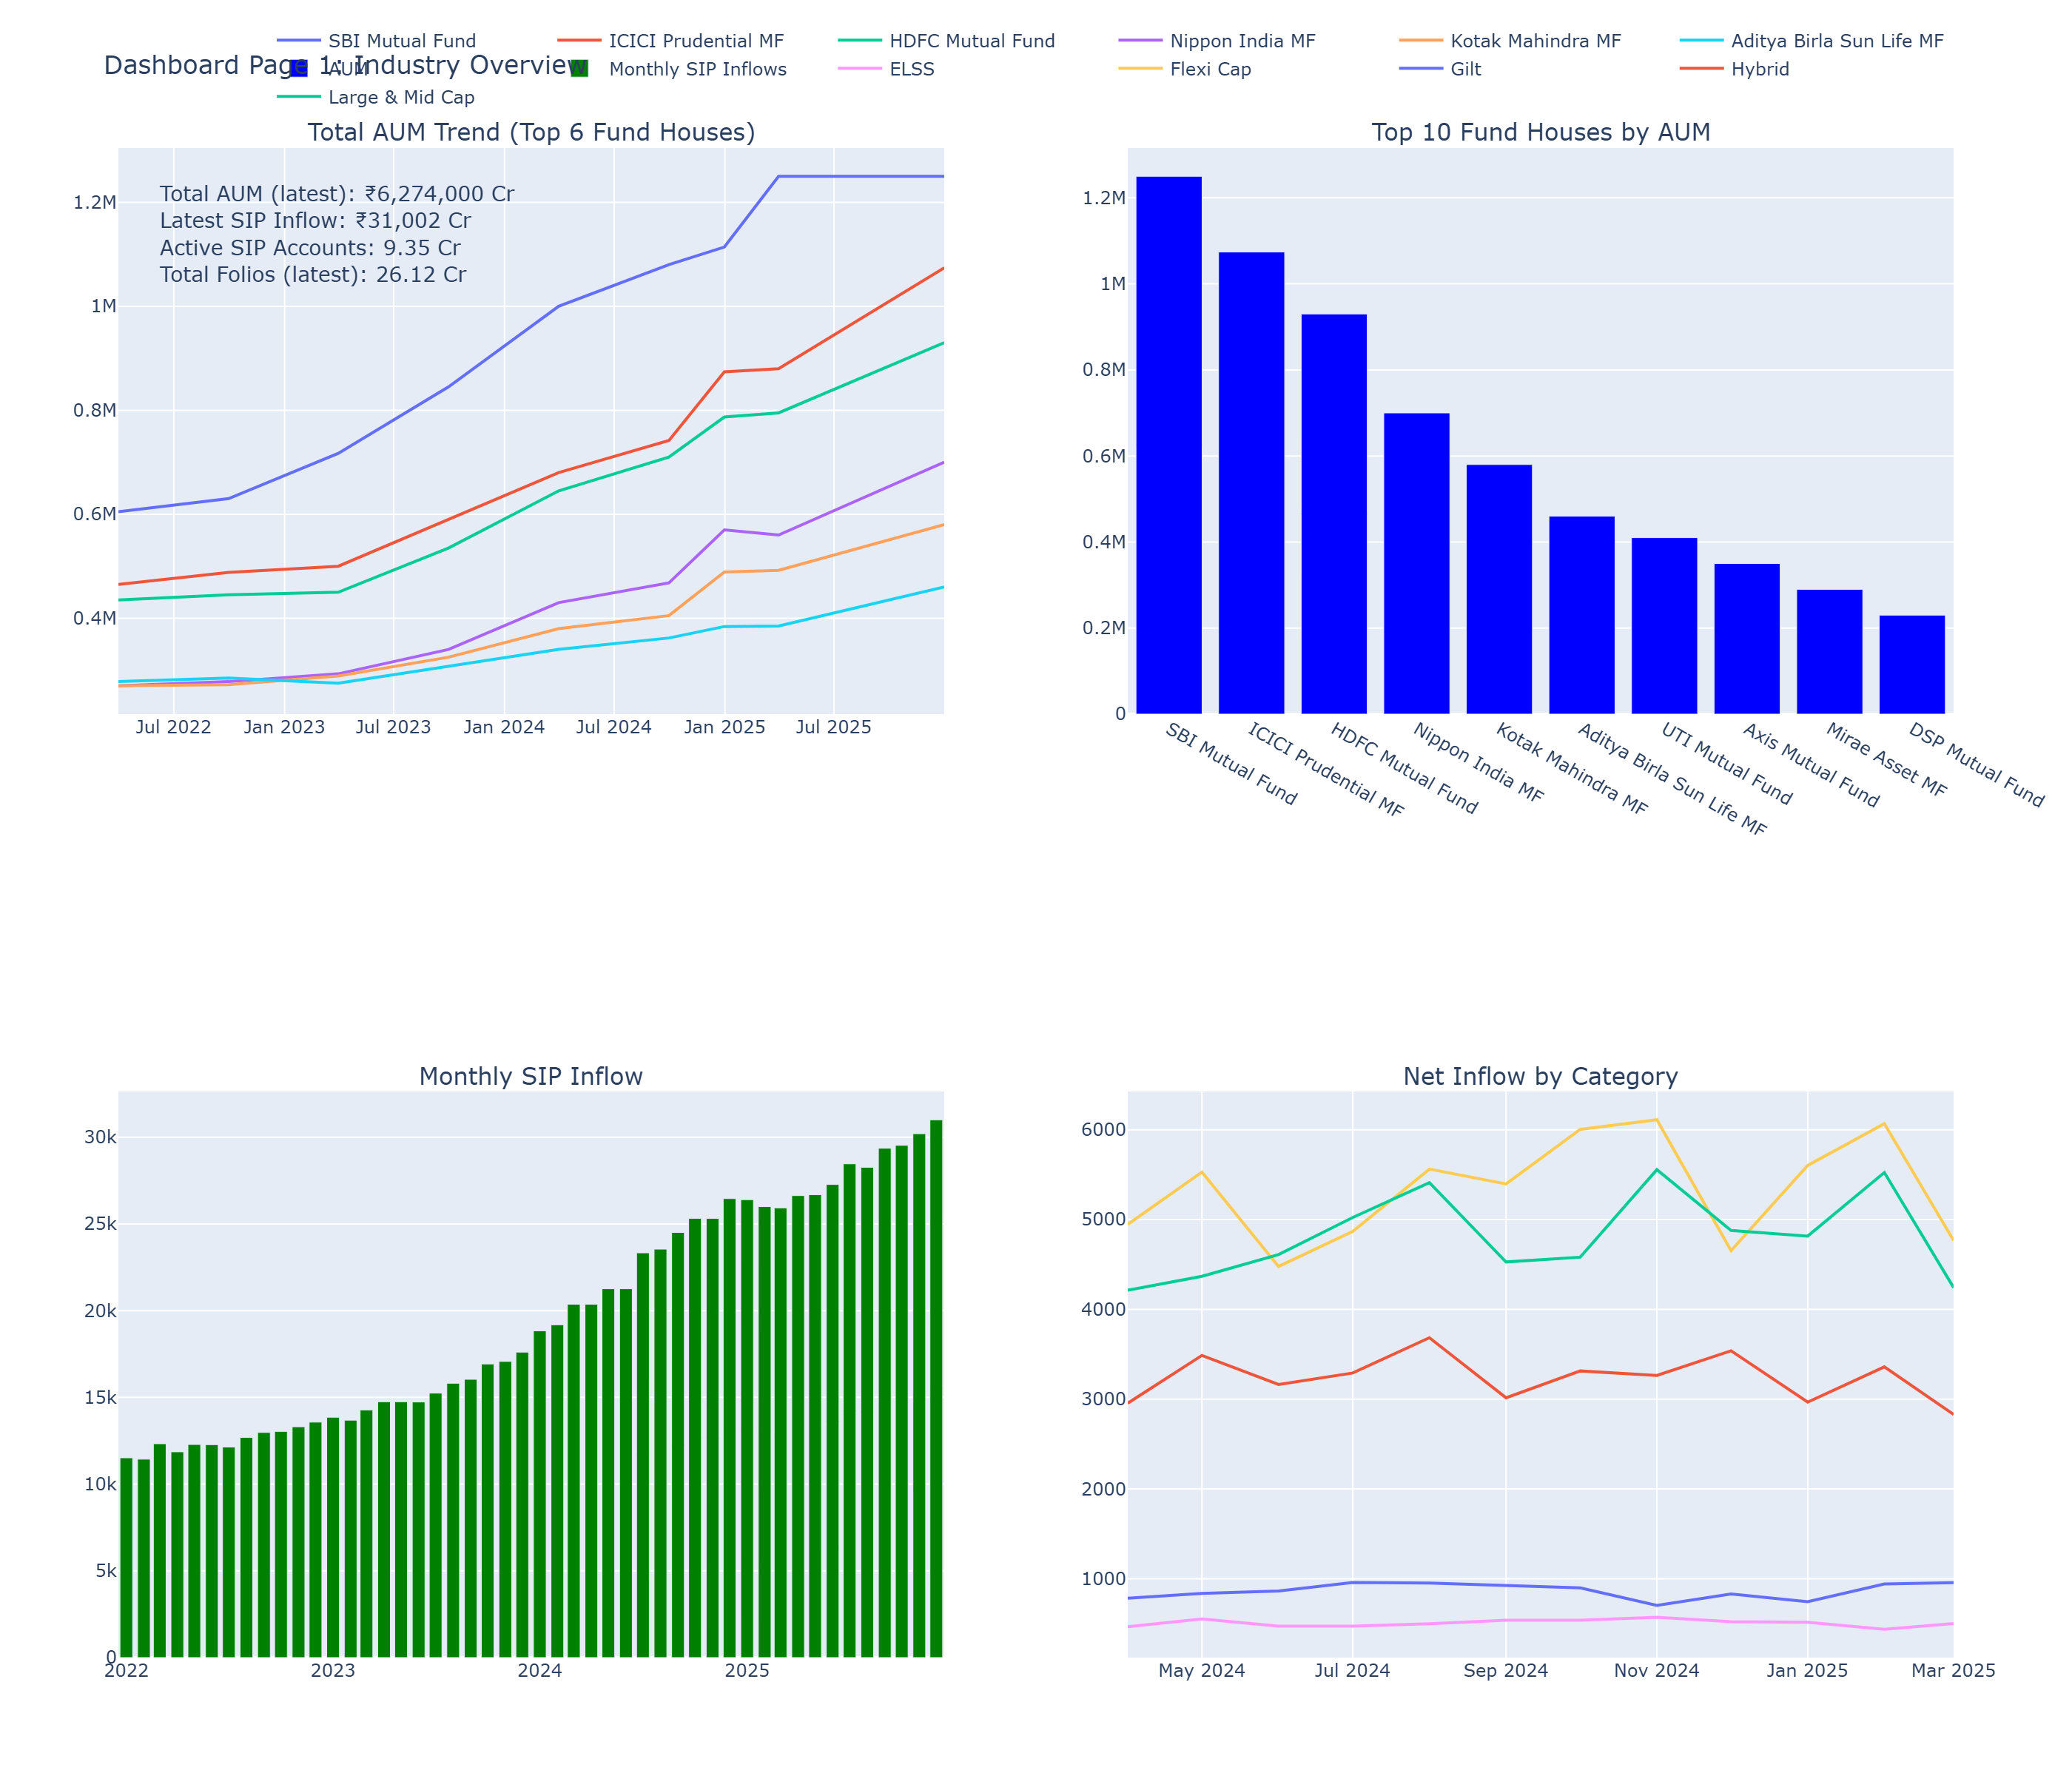 SBI Mutual Fund ICICI Prudential MF HDFC Mutual Fund Nippon India MF Kotak Mahindra MF Aditya Birla Sun Life MF
Dashboard Page 1: Industry Overview
AUM Monthly SIP Inflows ELSS Flexi Cap Gilt Hybrid
Large & Mid Cap
Total AUM Trend (Top 6 Fund Houses)
Total AUM (latest): ₹6,274,000 Cr
Latest SIP Inflow: ₹31,002 Cr
Active SIP Accounts: 9.35 Cr
Total Folios (latest): 26.12 Cr
1.2M
1M
0.8M
0.6M
0.4M
Jul 2022 Jan 2023 Jul 2023 Jan 2024 Jul 2024 Jan 2025 Jul 2025
Top 10 Fund Houses by AUM
1.2M
1M
0.8M
0.6M
0.4M
0.2M
0
SBI Mutual Fund
ICICI Prudential MF
HDFC Mutual Fund
Nippon India MF
Kotak Mahindra MF
Aditya Birla Sun Life MF
UTI Mutual Fund
Axis Mutual Fund
Mirae Asset MF
DSP Mutual Fund
Monthly SIP Inflow
30k
25k
20k
15k
10k
5k
0
2022 2023 2024 2025
Net Inflow by Category
6000
5000
4000
3000
2000
1000
May 2024 Jul 2024 Sep 2024 Nov 2024 Jan 2025 Mar 2025